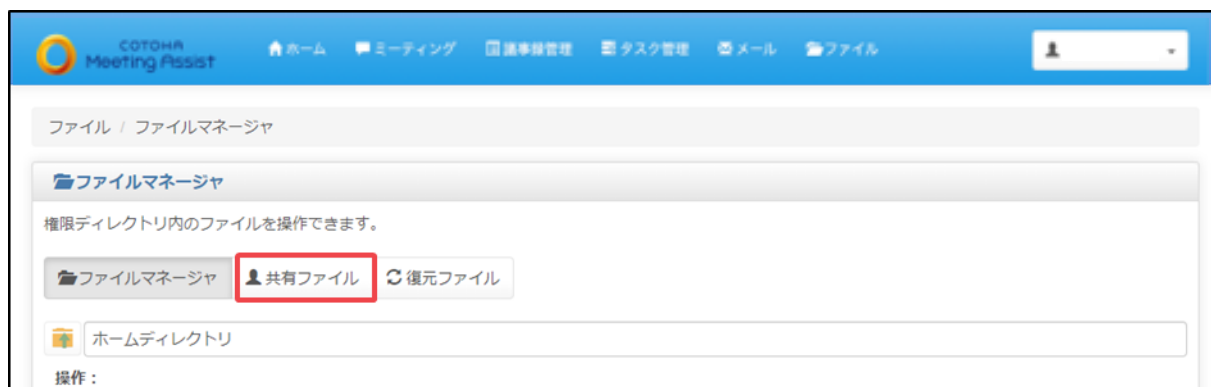 COTOHA
Meeting Assist
ホーム ミーティング 議事録管理 タスク管理 メール ファイル
ファイル / ファイルマネージャ
ファイルマネージャ
権限ディレクトリ内のファイルを操作できます。
ファイルマネージャ 共有ファイル 復元ファイル
ホームディレクトリ
操作：